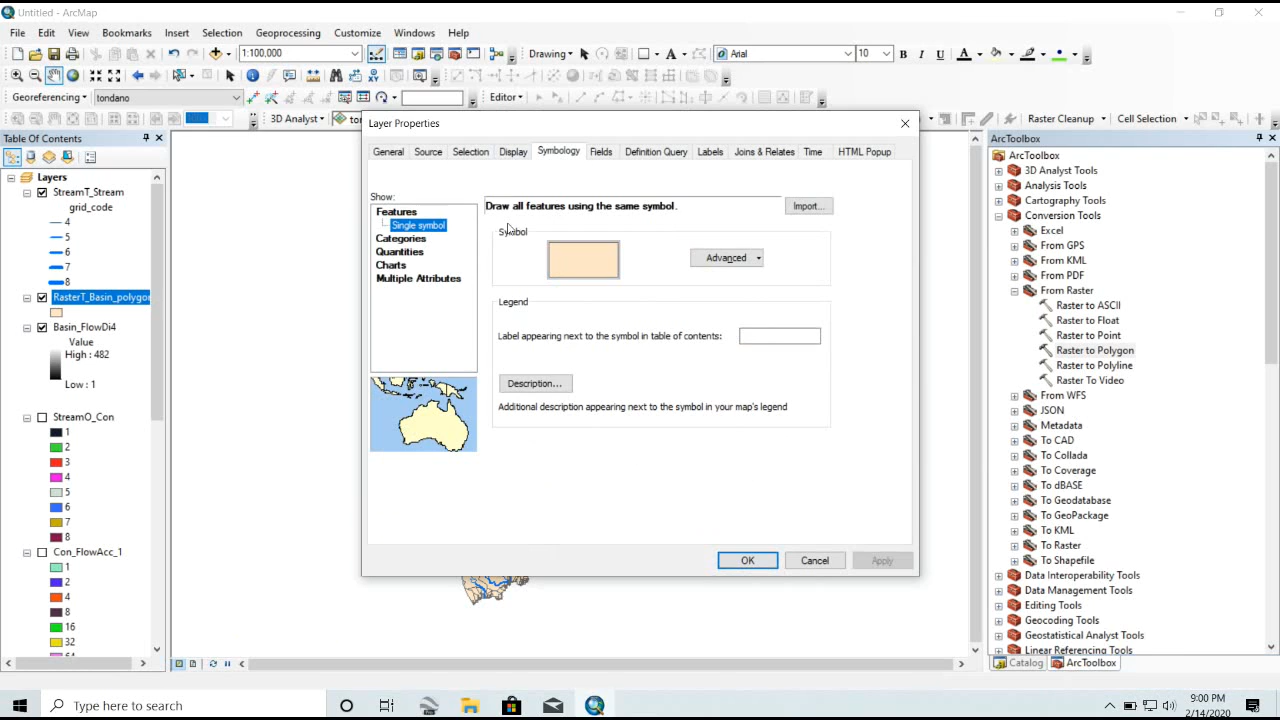 Untitled - ArcMap
File Edit View Bookmarks Insert Selection Geoprocessing Customize Windows Help
1:100,000 Drawing Arial 10 B I U A
Georeferencing tondano Editor
3D Analyst Raster Cleanup Cell Selection
Table Of Contents
Layers
StreamT_Stream
grid_code
4
5
6
7
8
RasterT_Basin_polygon
Basin_FlowDi4
Value
High : 482
Low : 1
StreamO_Con
1
2
3
4
5
6
7
8
Con_FlowAcc_1
1
2
4
8
16
32
64
Layer Properties
General Source Selection Display Symbology Fields Definition Query Labels Joins & Relates Time HTML Popup
Show:
Features
Single symbol
Categories
Quantities
Charts
Multiple Attributes
Draw all features using the same symbol.
Import...
Symbol
Advanced
Legend
Label appearing next to the symbol in table of contents:
Description...
Additional description appearing next to the symbol in your map's legend
OK Cancel Apply
ArcToolbox
ArcToolbox
3D Analyst Tools
Analysis Tools
Cartography Tools
Conversion Tools
Excel
From GPS
From KML
From PDF
From Raster
Raster to ASCII
Raster to Float
Raster to Point
Raster to Polygon
Raster to Polyline
Raster To Video
From WFS
JSON
Metadata
To CAD
To Collada
To Coverage
To dBASE
To Geodatabase
To GeoPackage
To KML
To Raster
To Shapefile
Data Interoperability Tools
Data Management Tools
Editing Tools
Geocoding Tools
Geostatistical Analyst Tools
Linear Referencing Tools
Catalog ArcToolbox
Type here to search
9:00 PM
2/14/2020